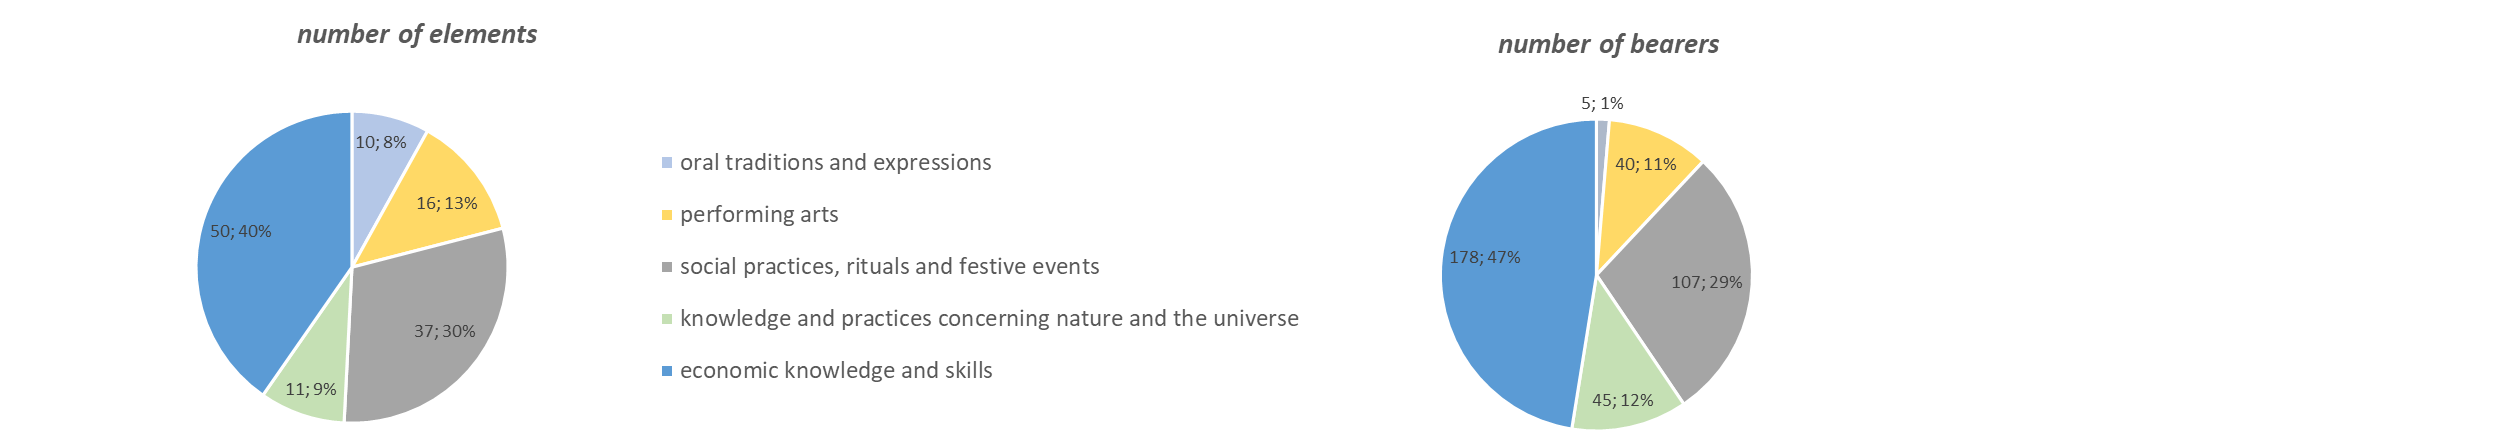 number of elements
10; 8%
16; 13%
50; 40%
37; 30%
11; 9%
oral traditions and expressions
performing arts
social practices, rituals and festive events
knowledge and practices concerning nature and the universe
economic knowledge and skills
number of bearers
5; 1%
40; 11%
178; 47%
107; 29%
45; 12%